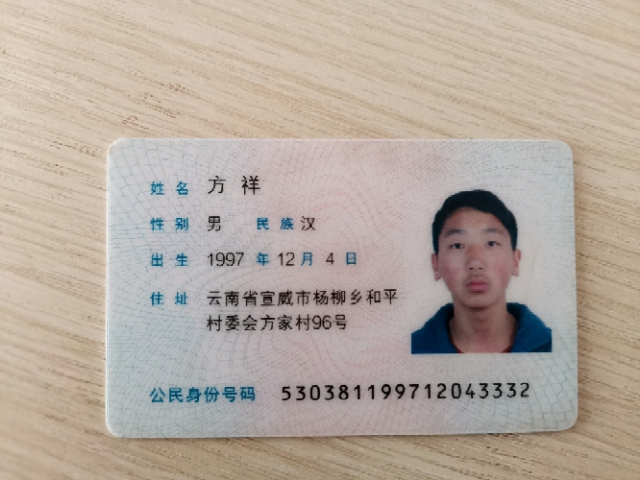 姓名 方祥
性别 男 民族 汉
出生 1997 年 12 月 4 日
住址 云南省宣威市杨柳乡和平
村委会方家村96号
公民身份号码 530381199712043332